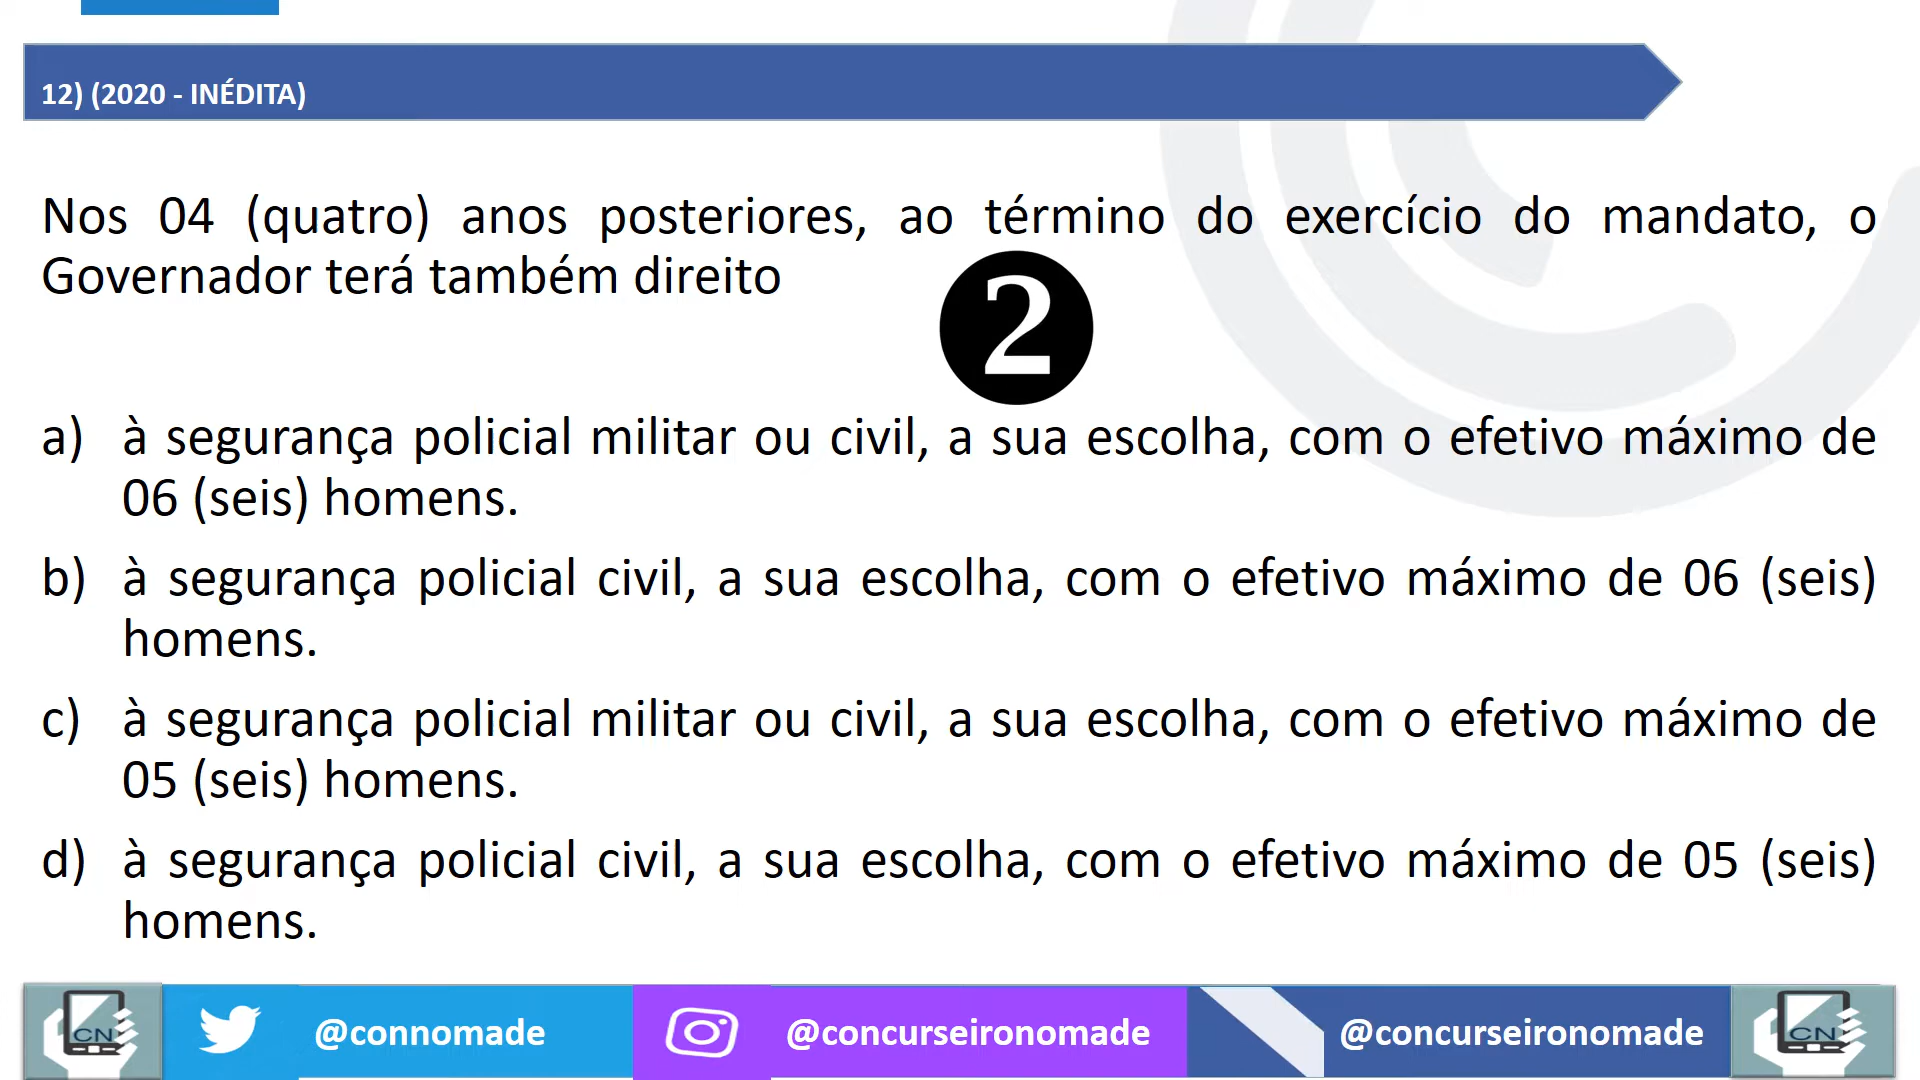 12) (2020 - INÉDITA)
Nos 04 (quatro) anos posteriores, ao término do exercício do mandato, o
Governador terá também direito
2
a) à segurança policial militar ou civil, a sua escolha, com o efetivo máximo de
06 (seis) homens.
b) à segurança policial civil, a sua escolha, com o efetivo máximo de 06 (seis)
homens.
c) à segurança policial militar ou civil, a sua escolha, com o efetivo máximo de
05 (seis) homens.
d) à segurança policial civil, a sua escolha, com o efetivo máximo de 05 (seis)
homens.
CN @connomade @concurseironomade @concurseironomade CN